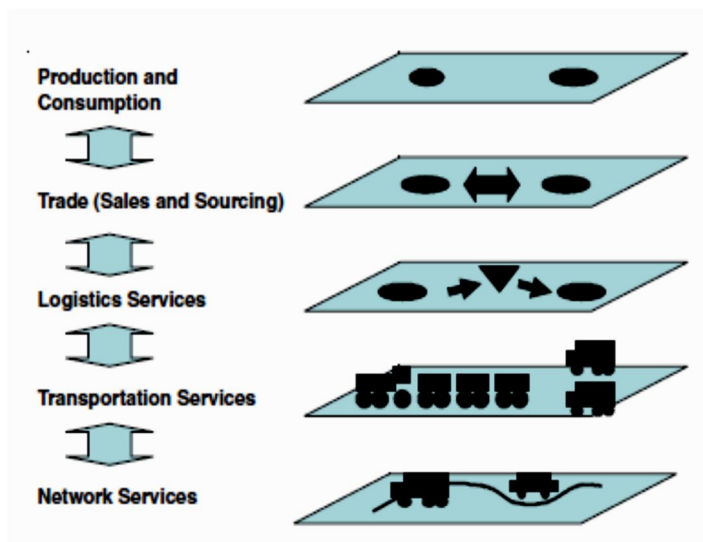 Production and
Consumption
Trade (Sales and Sourcing)
Logistics Services
Transportation Services
Network Services